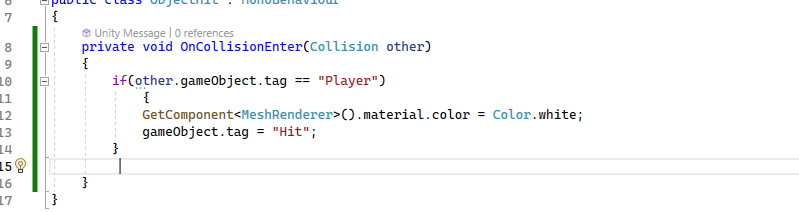 6 public class ObjectHit : MonoBehaviour
7 {
Unity Message | 0 references
8 private void OnCollisionEnter(Collision other)
9 {
10 if(other.gameObject.tag == "Player")
11 {
12 GetComponent<MeshRenderer>().material.color = Color.white;
13 gameObject.tag = "Hit";
14 }
15
16 }
17 }